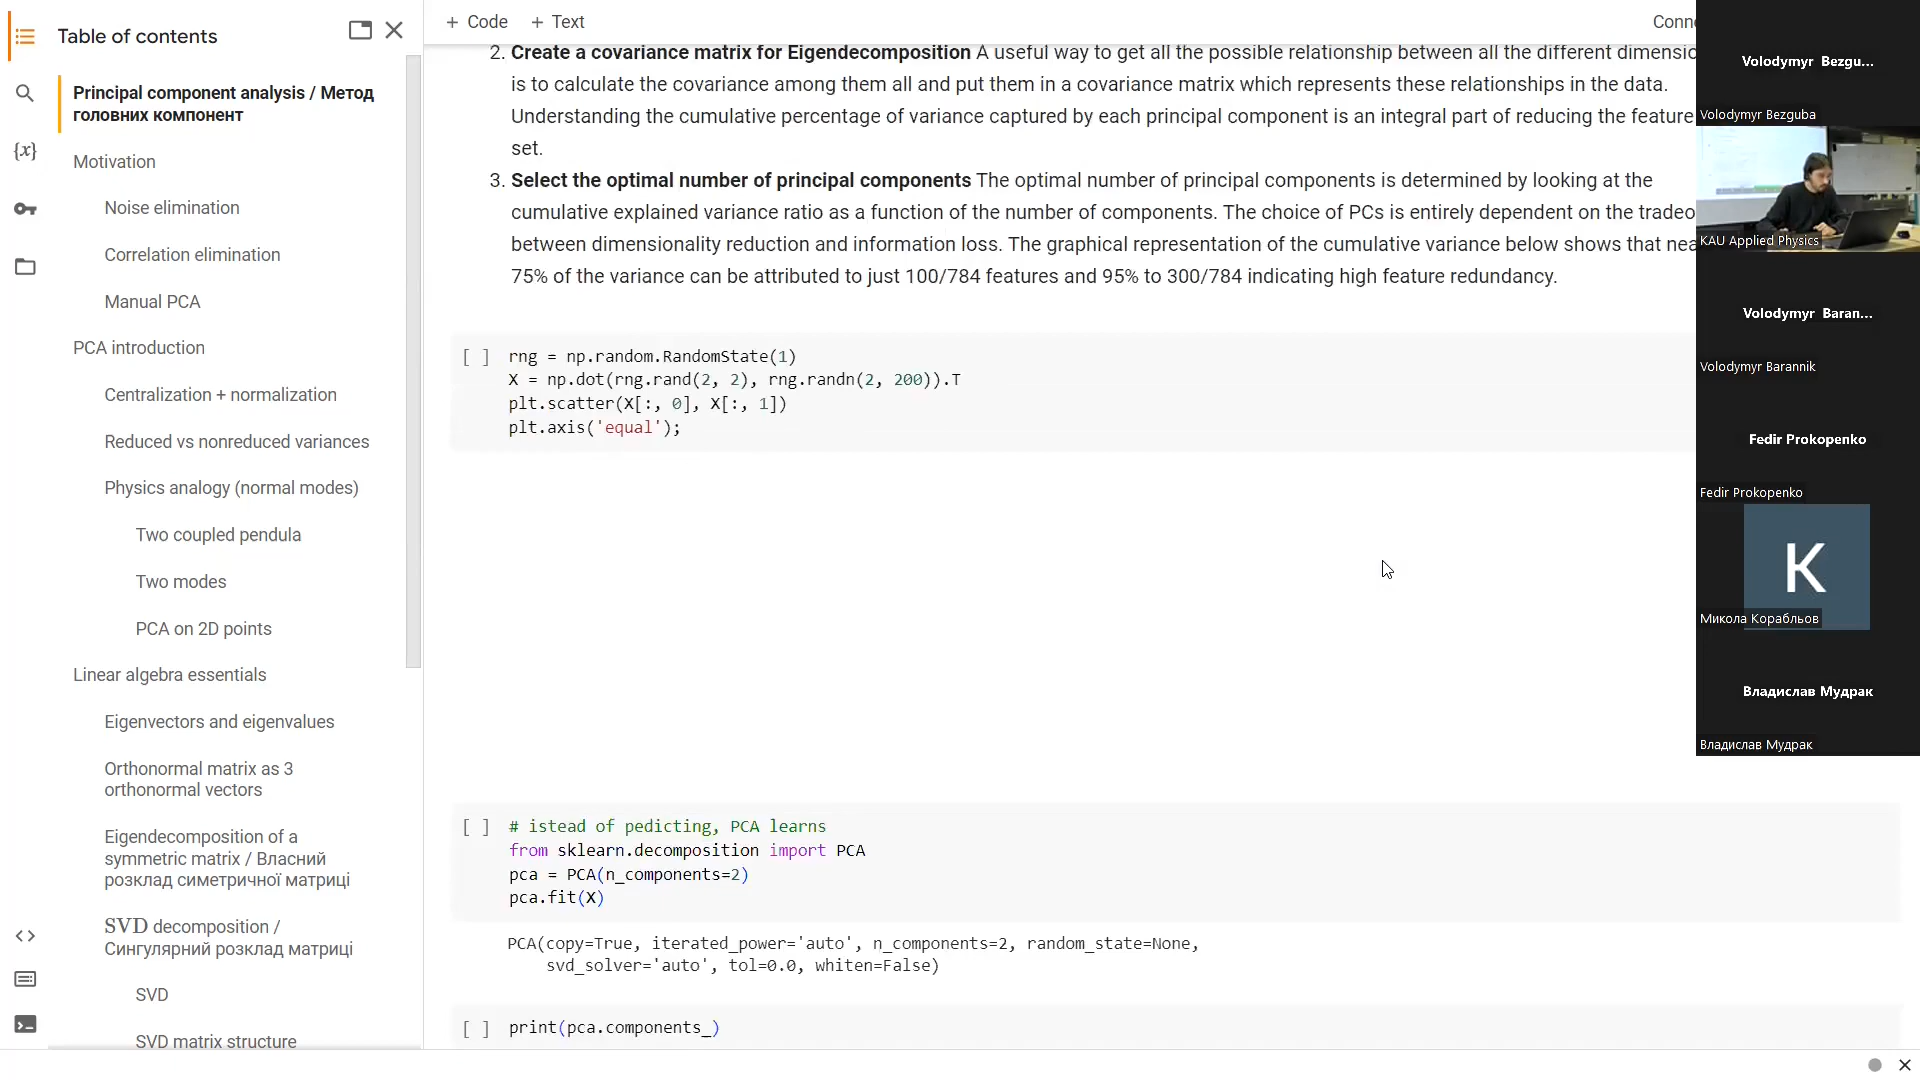 Table of contents
Principal component analysis / Метод
головних компонент
Motivation
Noise elimination
Correlation elimination
Manual PCA
PCA introduction
Centralization + normalization
Reduced vs nonreduced variances
Physics analogy (normal modes)
Two coupled pendula
Two modes
PCA on 2D points
Linear algebra essentials
Eigenvectors and eigenvalues
Orthonormal matrix as 3
orthonormal vectors
Eigendecomposition of a
symmetric matrix / Власний
розклад симетричної матриці
SVD decomposition /
Сингулярний розклад матриці
SVD
SVD matrix structure
+ Code + Text
Conne
2. Create a covariance matrix for Eigendecomposition A useful way to get all the possible relationship between all the different dimensio
is to calculate the covariance among them all and put them in a covariance matrix which represents these relationships in the data.
Understanding the cumulative percentage of variance captured by each principal component is an integral part of reducing the feature
set.
3. Select the optimal number of principal components The optimal number of principal components is determined by looking at the
cumulative explained variance ratio as a function of the number of components. The choice of PCs is entirely dependent on the tradeo
between dimensionality reduction and information loss. The graphical representation of the cumulative variance below shows that nea
75% of the variance can be attributed to just 100/784 features and 95% to 300/784 indicating high feature redundancy.
[ ] rng = np.random.RandomState(1)
X = np.dot(rng.rand(2, 2), rng.randn(2, 200)).T
plt.scatter(X[:, 0], X[:, 1])
plt.axis('equal');
[ ] # istead of pedicting, PCA learns
from sklearn.decomposition import PCA
pca = PCA(n_components=2)
pca.fit(X)
PCA(copy=True, iterated_power='auto', n_components=2, random_state=None,
svd_solver='auto', tol=0.0, whiten=False)
[ ] print(pca.components_)
Volodymyr Bezgu...
Volodymyr Bezguba
KAU Applied Physics
Volodymyr Baran...
Volodymyr Barannik
Fedir Prokopenko
Fedir Prokopenko
K
Микола Корабльов
Владислав Мудрак
Владислав Мудрак